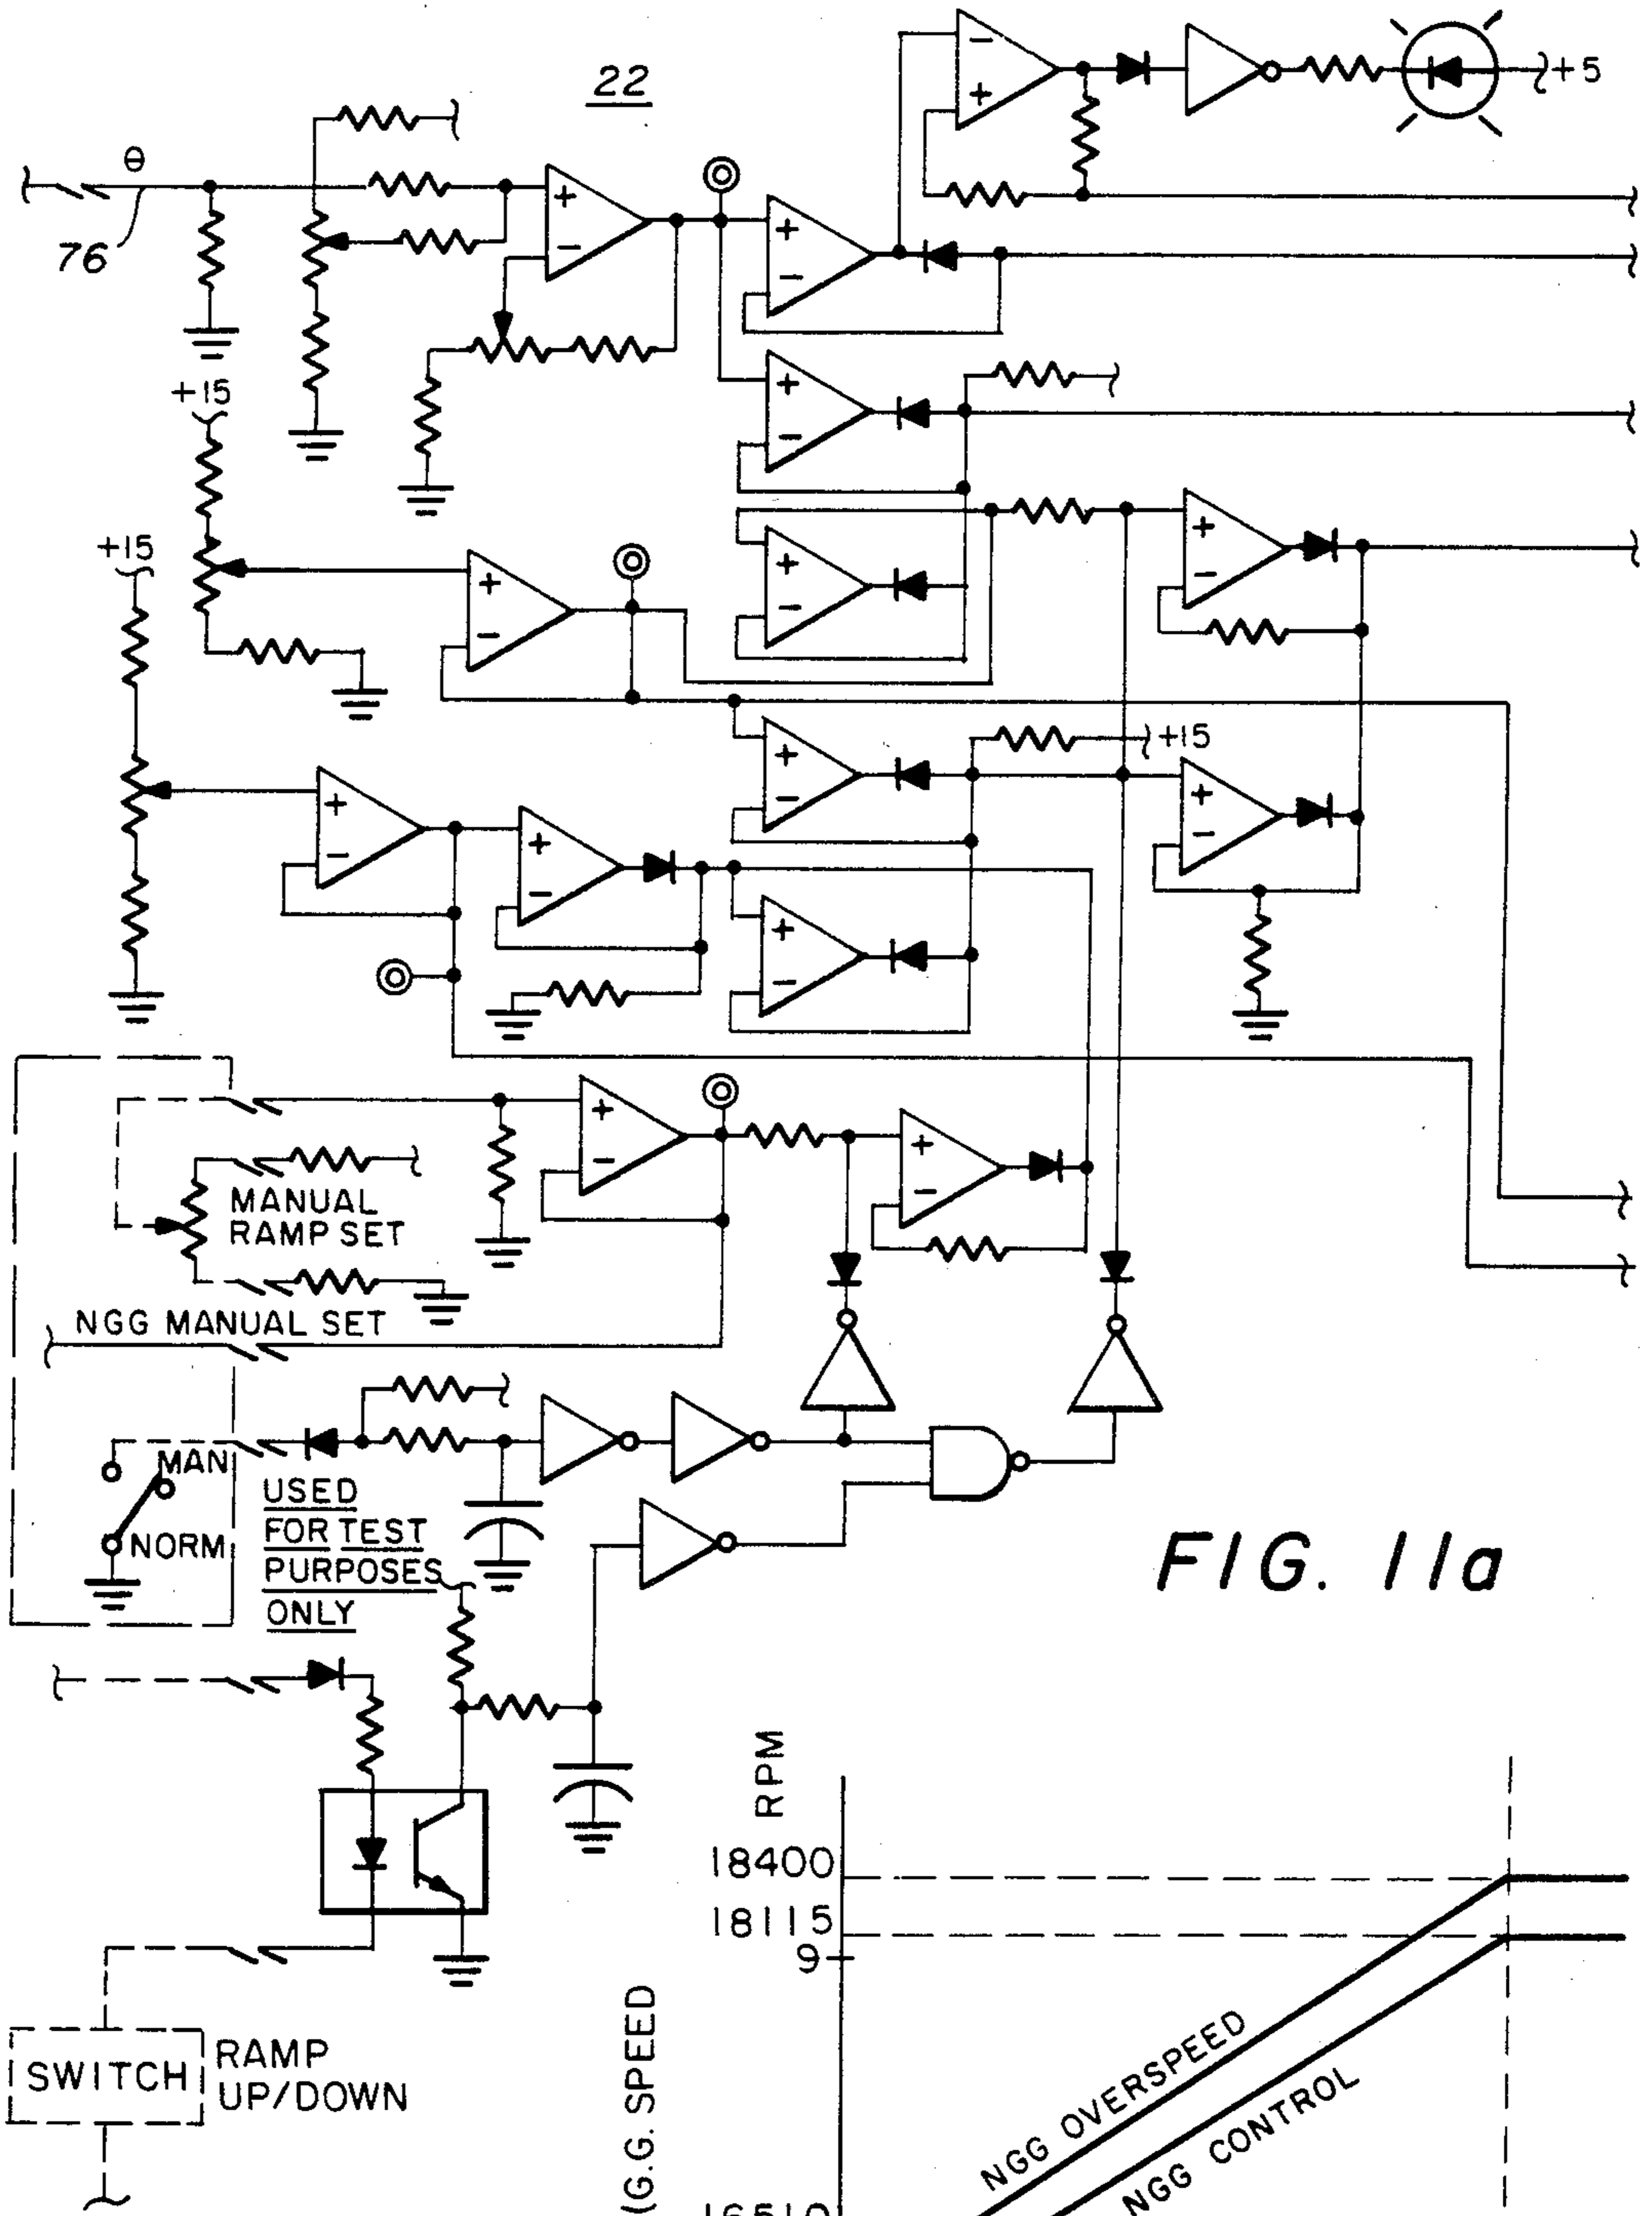 22
+5
θ
76
+
-
+15
+15
+15
MANUAL
RAMP SET
NGG MANUAL SET
MAN
NORM
USED
FOR TEST
PURPOSES
ONLY
FIG. 11a
SWITCH
RAMP
UP/DOWN
RPM
18400
18115
9
(G.G. SPEED
NGG OVERSPEED
NGG CONTROL
16510